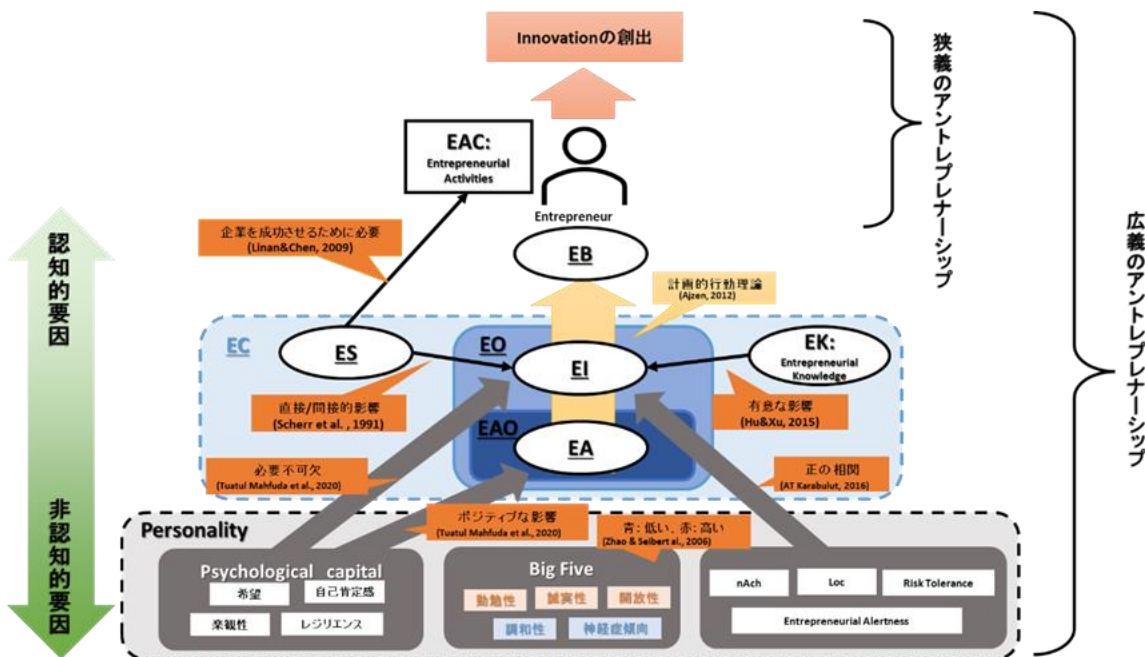 Innovationの創出
狭義のアントレプレナーシップ
広義のアントレプレナーシップ
EAC:
Entrepreneurial
Activities
Entrepreneur
企業を成功させるために必要
(Linan&Chen, 2009)
EB
認知的要因
計画的行動理論
(Ajzen, 2012)
EC
ES
EO
EI
EK:
Entrepreneurial
Knowledge
直接/間接的影響
(Scherr et al. , 1991)
有意な影響
(Hu&Xu, 2015)
EAO
EA
必要不可欠
(Tuatul Mahfuda et al., 2020)
正の相関
(AT Karabulut, 2016)
非認知的要因
Personality
ポジティブな影響
(Tuatul Mahfuda et al., 2020)
青: 低い、赤: 高い
(Zhao & Seibert al., 2006)
Psychological capital
希望
自己肯定感
楽観性
レジリエンス
Big Five
勤勉性
誠実性
開放性
調和性
神経症傾向
nAch
Loc
Risk Tolerance
Entrepreneurial Alertness